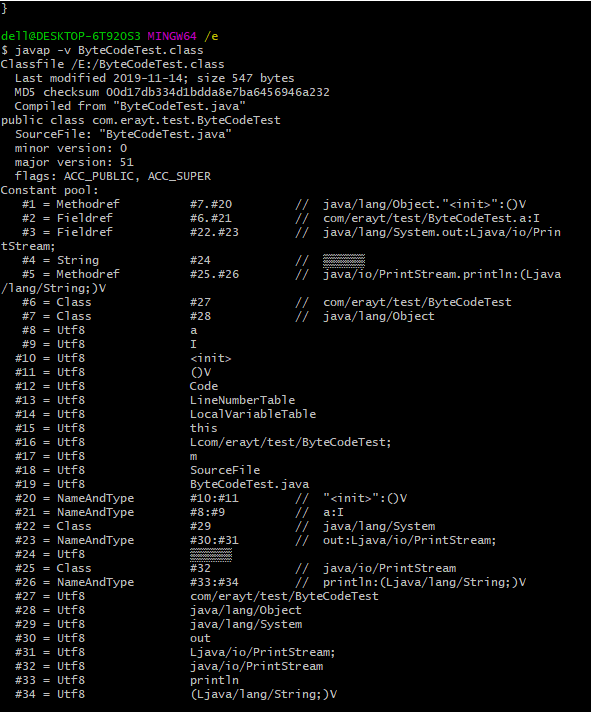 }
dell@DESKTOP-6T92OS3 MINGW64 /e
$ javap -v ByteCodeTest.class
Classfile /E:/ByteCodeTest.class
  Last modified 2019-11-14; size 547 bytes
  MD5 checksum 00d17db334d1bdda8e7ba6456946a232
  Compiled from "ByteCodeTest.java"
public class com.erayt.test.ByteCodeTest
  SourceFile: "ByteCodeTest.java"
  minor version: 0
  major version: 51
  flags: ACC_PUBLIC, ACC_SUPER
Constant pool:
   #1 = Methodref          #7.#20         //  java/lang/Object."<init>":()V
   #2 = Fieldref           #6.#21         //  com/erayt/test/ByteCodeTest.a:I
   #3 = Fieldref           #22.#23        //  java/lang/System.out:Ljava/io/Prin
tStream;
   #4 = String             #24            //
   #5 = Methodref          #25.#26        //  java/io/PrintStream.println:(Ljava
/lang/String;)V
   #6 = Class              #27            //  com/erayt/test/ByteCodeTest
   #7 = Class              #28            //  java/lang/Object
   #8 = Utf8               a
   #9 = Utf8               I
  #10 = Utf8               <init>
  #11 = Utf8               ()V
  #12 = Utf8               Code
  #13 = Utf8               LineNumberTable
  #14 = Utf8               LocalVariableTable
  #15 = Utf8               this
  #16 = Utf8               Lcom/erayt/test/ByteCodeTest;
  #17 = Utf8               m
  #18 = Utf8               SourceFile
  #19 = Utf8               ByteCodeTest.java
  #20 = NameAndType        #10:#11        //  "<init>":()V
  #21 = NameAndType        #8:#9          //  a:I
  #22 = Class              #29            //  java/lang/System
  #23 = NameAndType        #30:#31        //  out:Ljava/io/PrintStream;
  #24 = Utf8
  #25 = Class              #32            //  java/io/PrintStream
  #26 = NameAndType        #33:#34        //  println:(Ljava/lang/String;)V
  #27 = Utf8               com/erayt/test/ByteCodeTest
  #28 = Utf8               java/lang/Object
  #29 = Utf8               java/lang/System
  #30 = Utf8               out
  #31 = Utf8               Ljava/io/PrintStream;
  #32 = Utf8               java/io/PrintStream
  #33 = Utf8               println
  #34 = Utf8               (Ljava/lang/String;)V